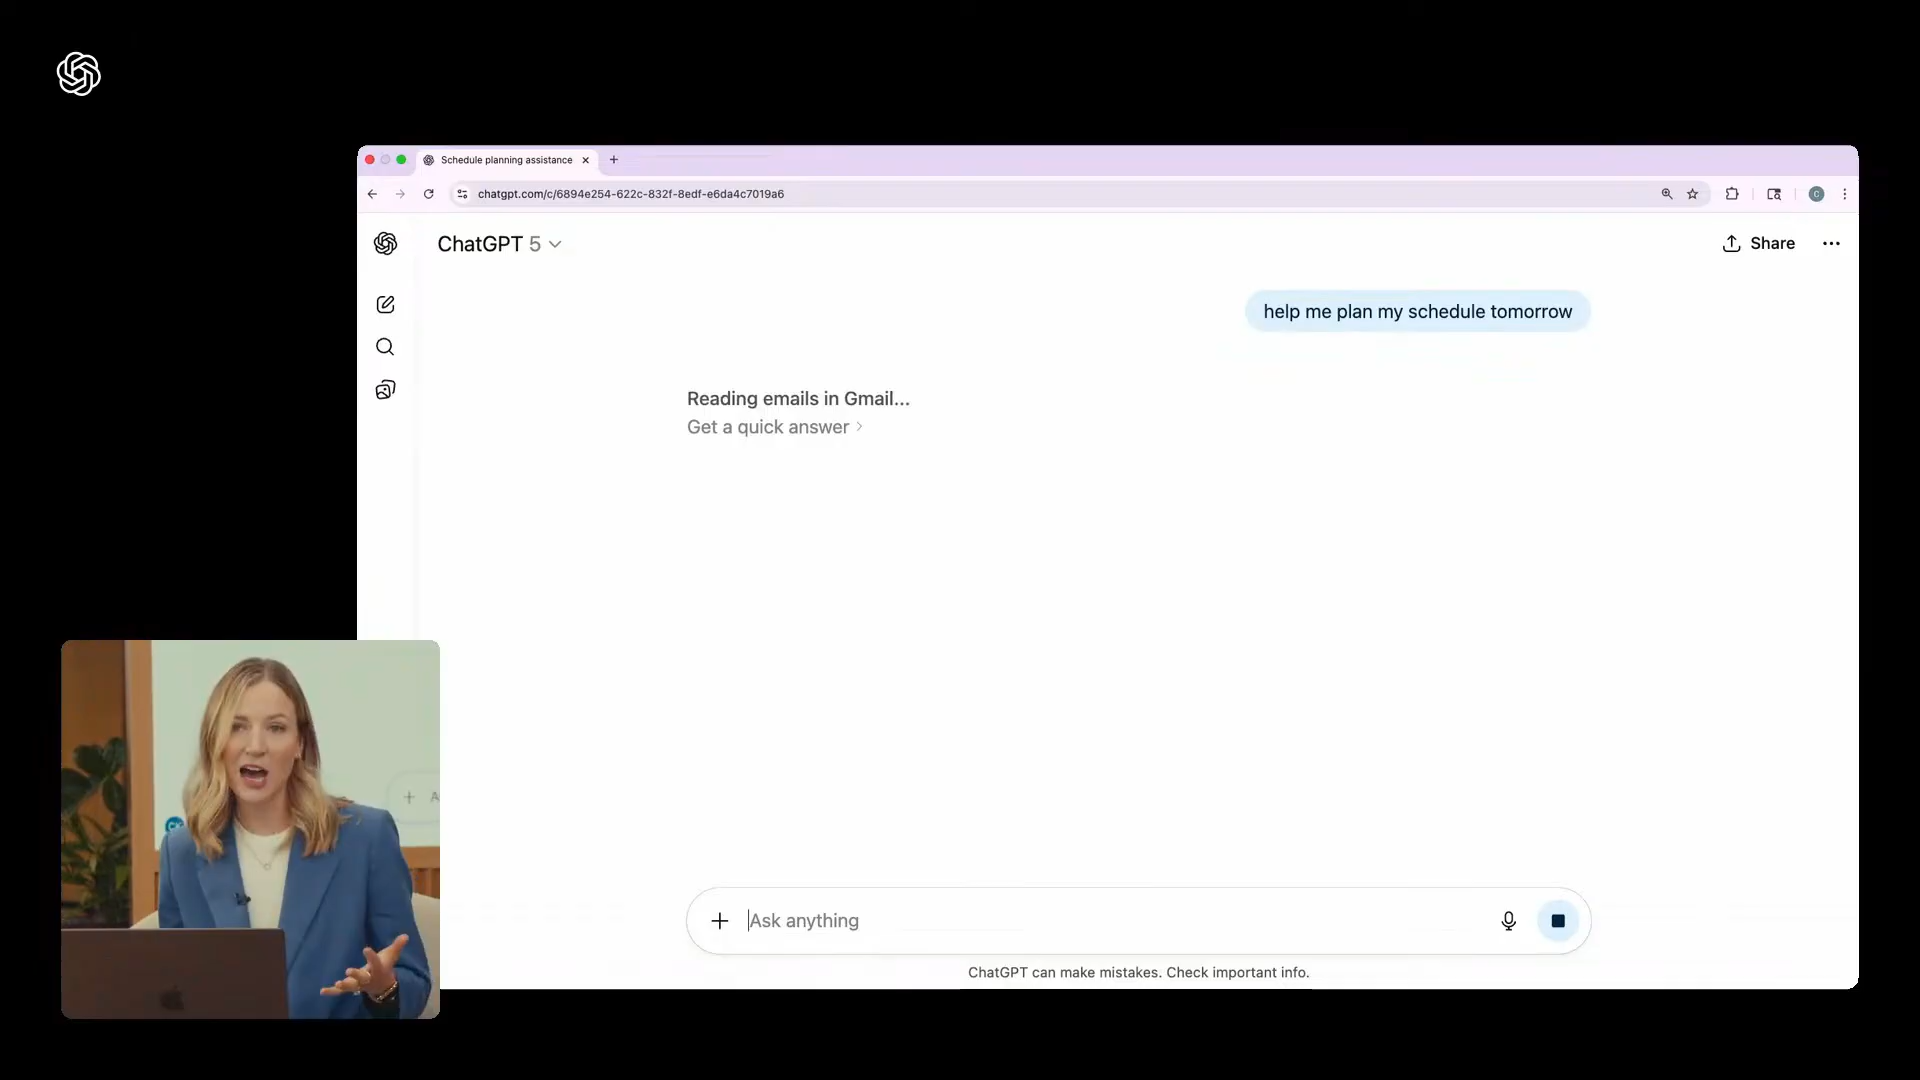 Schedule planning assistance
chatgpt.com/c/6894e254-622c-832f-8edf-e6da4c7019a6
C
ChatGPT 5
Share
help me plan my schedule tomorrow
Reading emails in Gmail...
Get a quick answer
Ask anything
ChatGPT can make mistakes. Check important info.